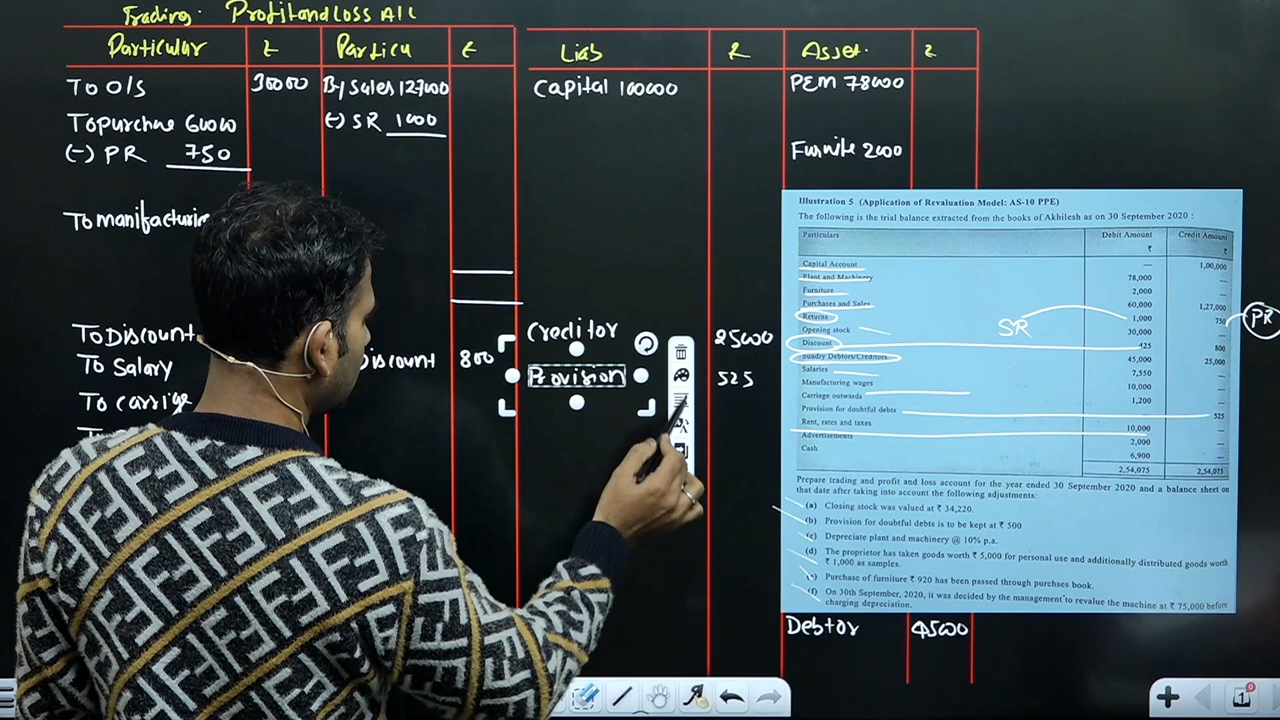 Trading. Profit and Loss A/c
Particular ₹ Particu ₹
To O/S 30000 By Sales 127000
To purchase 60000 (-) SR 1000
(-) PR 750
To manifacturin
To Discount
To Salary Discount 800
To carrige
Liab ₹ Asset. ₹
Capital 100000 P&M 78000
Furnite 2000
Creditor 25000
Provision 525
Debtor 45000
Illustration 5 (Application of Revaluation Model: AS-10 PPE)
The following is the trial balance extracted from the books of Akhilesh as on 30 September 2020 :
Particulars Debit Amount Credit Amount
₹ ₹
Capital Account — 1,00,000
Plant and Machinery 78,000 —
Furniture 2,000 —
Purchases and Sales 60,000 1,27,000
Returns 1,000 750
Opening stock 30,000 —
Discount 425 800
Sundry Debtors/Creditors 45,000 25,000
Salaries 7,550 —
Manufacturing wages 10,000 —
Carriage outwards 1,200 —
Provision for doubtful debts — 525
Rent, rates and taxes 10,000 —
Advertisements 2,000 —
Cash 6,900 —
2,54,075 2,54,075
SR
PR
Prepare trading and profit and loss account for the year ended 30 September 2020 and a balance sheet on
that date after taking into account the following adjustments:
(a) Closing stock was valued at ₹ 34,220.
(b) Provision for doubtful debts is to be kept at ₹ 500
(c) Depreciate plant and machinery @ 10% p.a.
(d) The proprietor has taken goods worth ₹ 5,000 for personal use and additionally distributed goods worth
₹ 1,000 as samples.
(e) Purchase of furniture ₹ 920 has been passed through purchses book.
(f) On 30th September, 2020, it was decided by the management to revalue the machine at ₹ 75,000 before
charging depreciation.
1
0